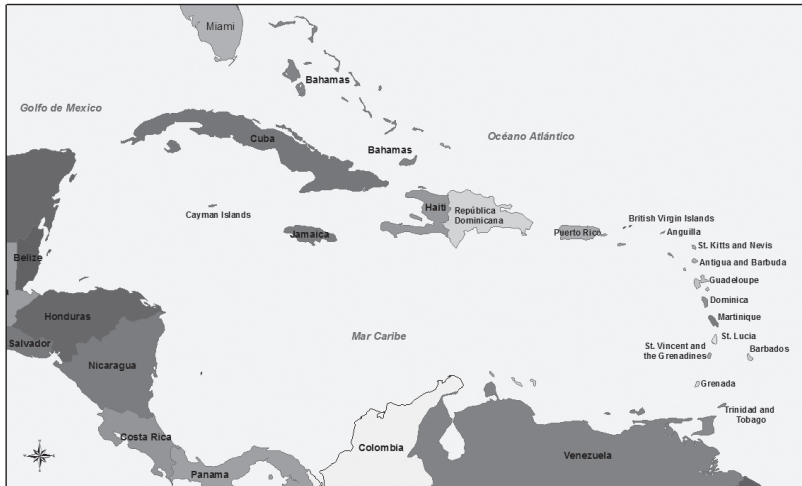 Miami
Bahamas
Golfo de Mexico
Océano Atlántico
Cuba
Bahamas
Cayman Islands
Haiti
República
Dominicana
Jamaica
Puerto Rico
British Virgin Islands
Anguilla
St. Kitts and Nevis
Belize
Antigua and Barbuda
Guadeloupe
Dominica
Honduras
Martinique
Mar Caribe
St. Lucia
Salvador
St. Vincent and
the Grenadines
Barbados
Nicaragua
Grenada
Trinidad and
Tobago
Costa Rica
Colombia
Venezuela
Panama